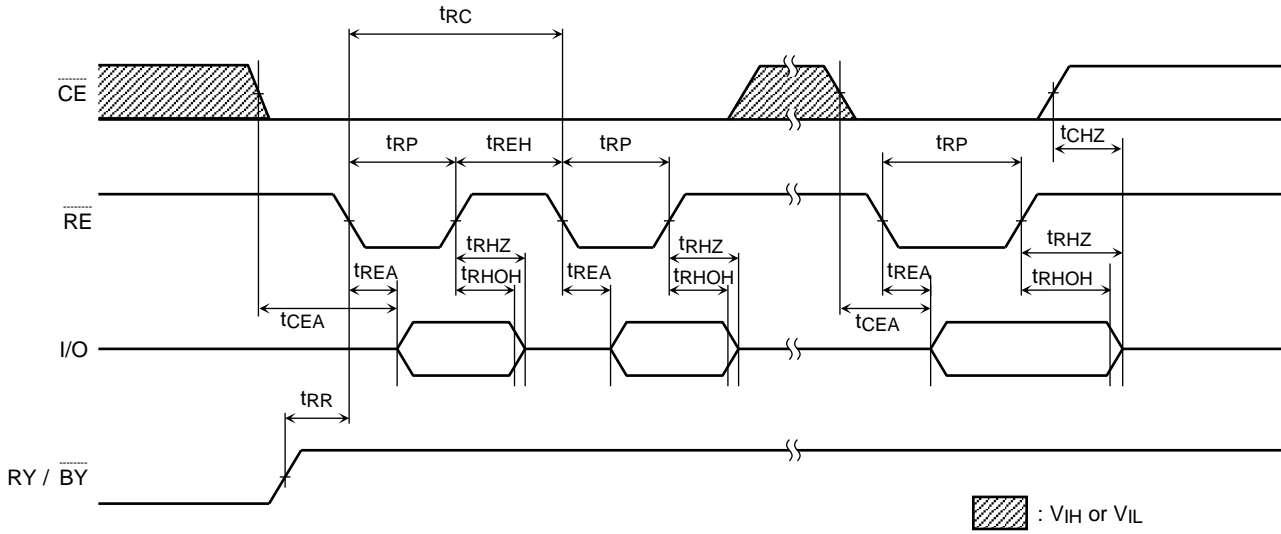 tRC
CE
tRP tREH tRP tRP tCHZ
RE
tREA tRHZ tREA tRHZ tREA tRHZ
tRHOH tRHOH tRHOH
tCEA tCEA
I/O
tRR
RY / BY
: VIH or VIL